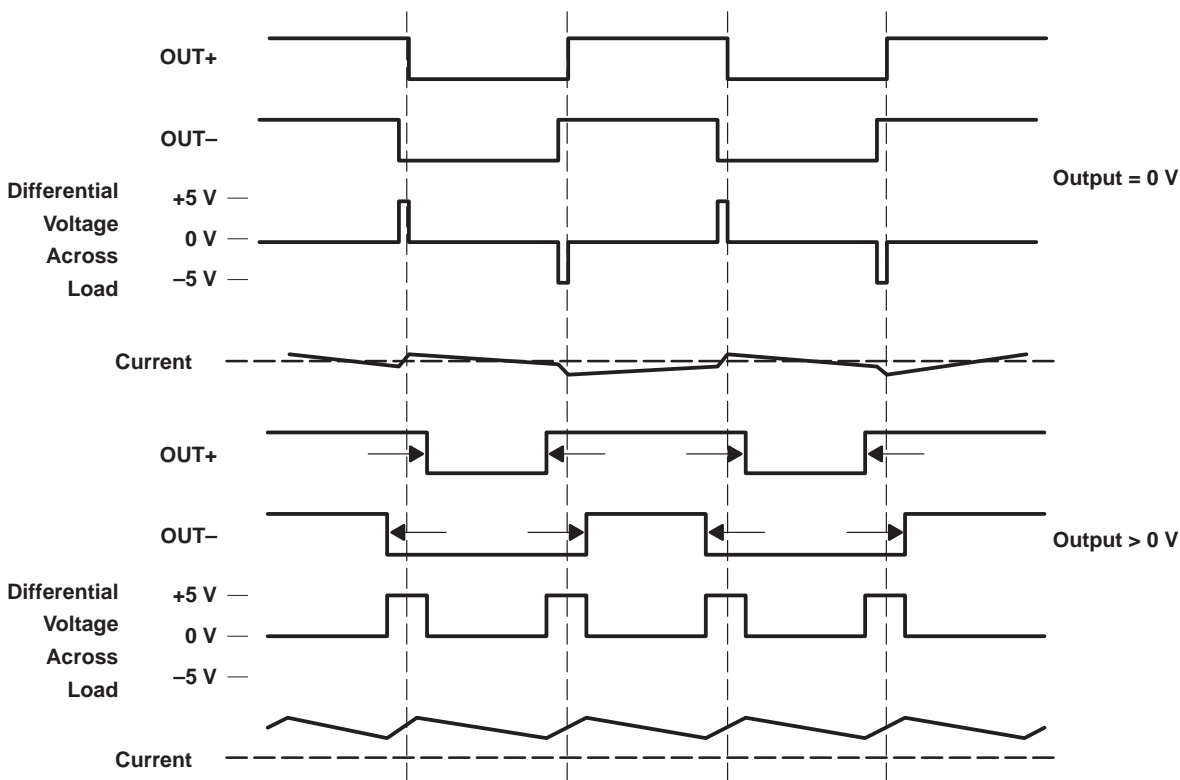 OUT+
OUT–
Output = 0 V
Differential
Voltage
Across
Load
+5 V
0 V
–5 V
Current
OUT+
OUT–
Output > 0 V
Differential
Voltage
Across
Load
+5 V
0 V
–5 V
Current